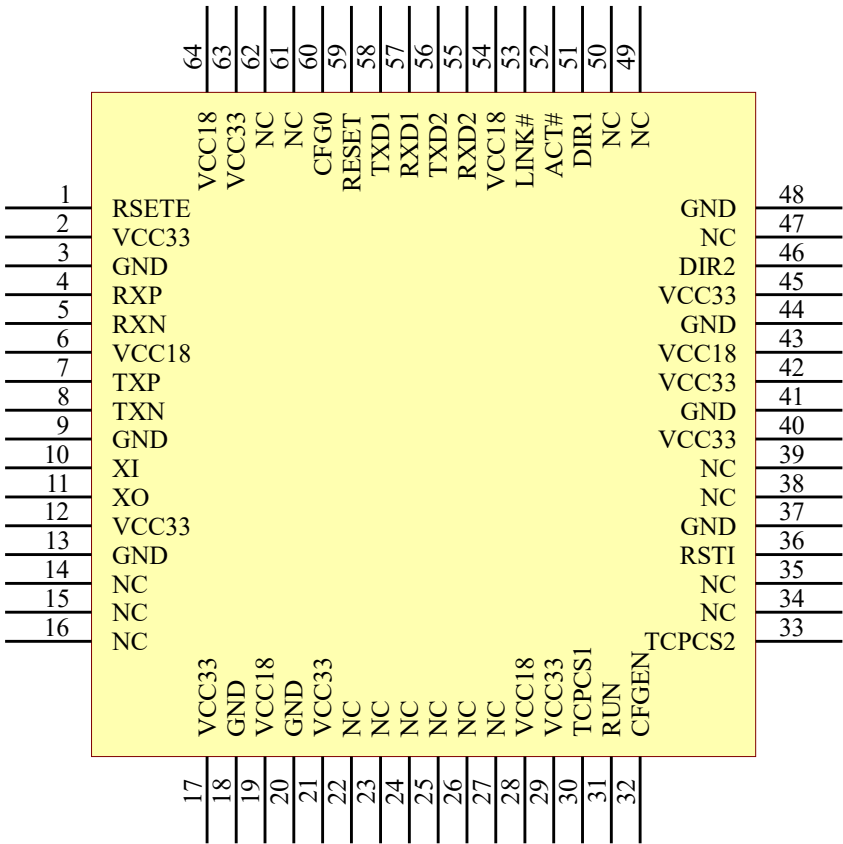 64 63 62 61 60 59 58 57 56 55 54 53 52 51 50 49
VCC18 VCC33 NC NC CFG0 RESET TXD1 RXD1 TXD2 RXD2 VCC18 LINK# ACT# DIR1 NC NC
1 RSETE GND 48
2 VCC33 NC 47
3 GND DIR2 46
4 RXP VCC33 45
5 RXN GND 44
6 VCC18 VCC18 43
7 TXP VCC33 42
8 TXN GND 41
9 GND VCC33 40
10 XI NC 39
11 XO NC 38
12 VCC33 GND 37
13 GND RSTI 36
14 NC NC 35
15 NC NC 34
16 NC TCPCS2 33
VCC33 GND VCC18 GND VCC33 NC NC NC NC NC NC VCC18 VCC33 TCPCS1 RUN CFGEN
17 18 19 20 21 22 23 24 25 26 27 28 29 30 31 32